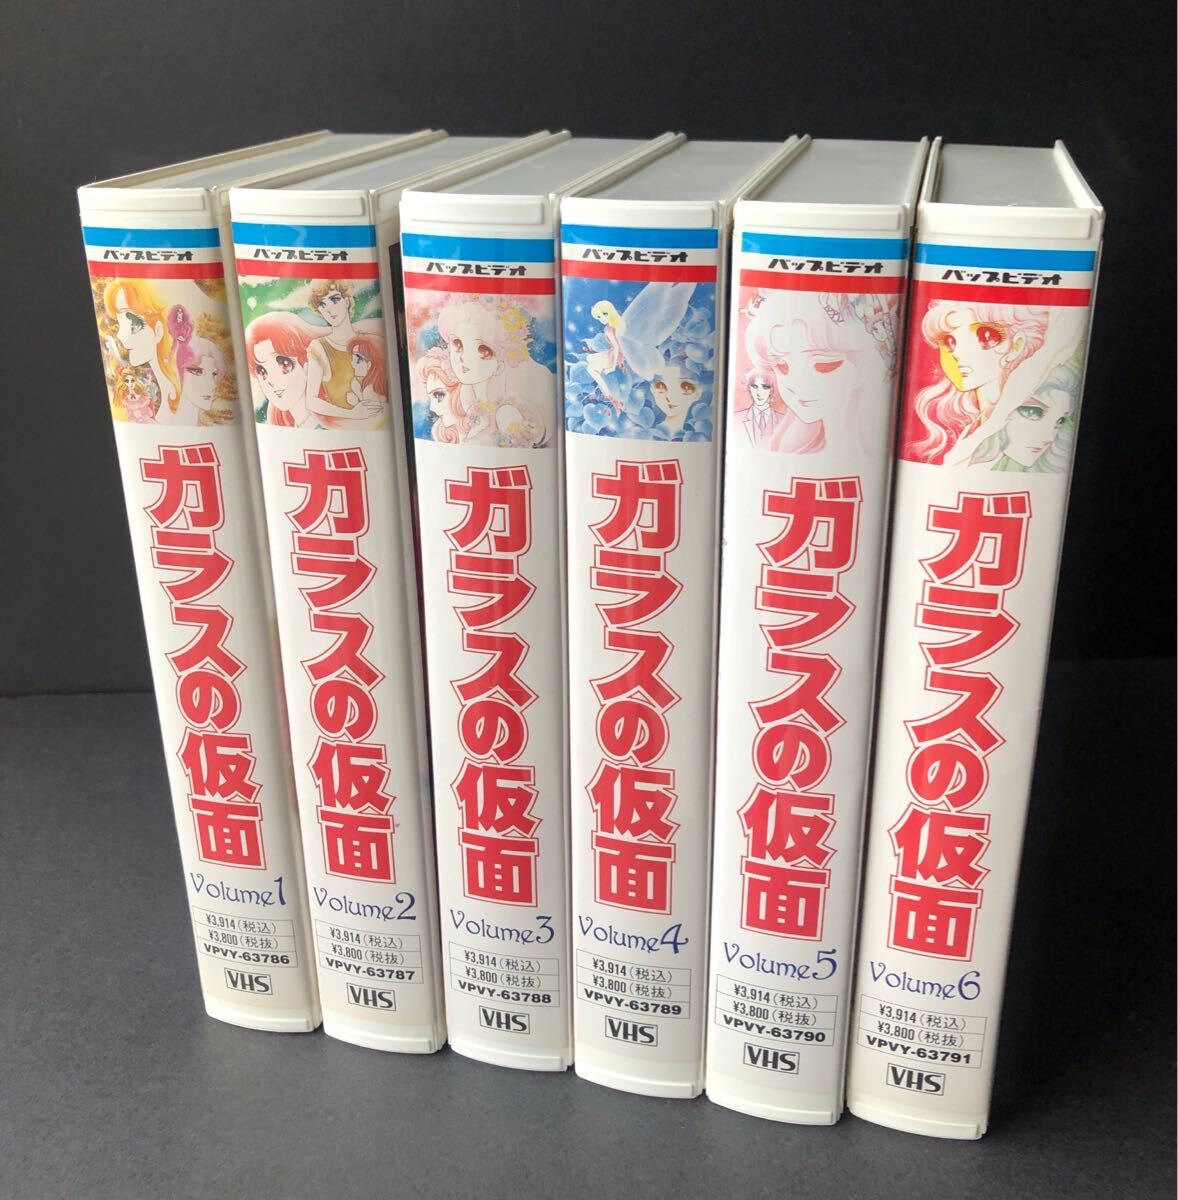 バップビデオ
ガラスの仮面
Volume1
¥3,914(税込)
¥3,800(税抜)
VPVY-63786
VHS
バップビデオ
ガラスの仮面
Volume2
¥3,914(税込)
¥3,800(税抜)
VPVY-63787
VHS
バップビデオ
ガラスの仮面
Volume3
¥3,914(税込)
¥3,800(税抜)
VPVY-63788
VHS
バップビデオ
ガラスの仮面
Volume4
¥3,914(税込)
¥3,800(税抜)
VPVY-63789
VHS
バップビデオ
ガラスの仮面
Volume5
¥3,914(税込)
¥3,800(税抜)
VPVY-63790
VHS
バップビデオ
ガラスの仮面
Volume6
¥3,914(税込)
¥3,800(税抜)
VPVY-63791
VHS